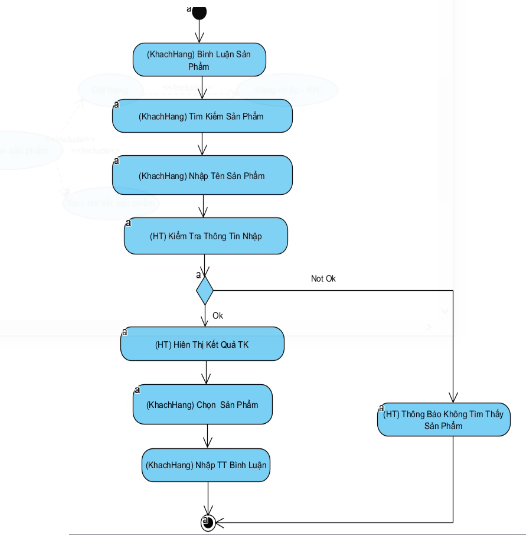 a
(KhachHang) Bình Luận Sản
Phẩm
a
(KhachHang) Tìm Kiếm Sản Phẩm
a
(KhachHang) Nhập Tên Sản Phẩm
a
(HT) Kiểm Tra Thông Tin Nhập
a
Not Ok
Ok
a
(HT) Hiên Thị Kết Quả TK
a
(KhachHang) Chọn Sản Phẩm
a
(HT) Thông Báo Không Tìm Thấy
Sản Phẩm
(KhachHang) Nhập TT Bình Luận
a